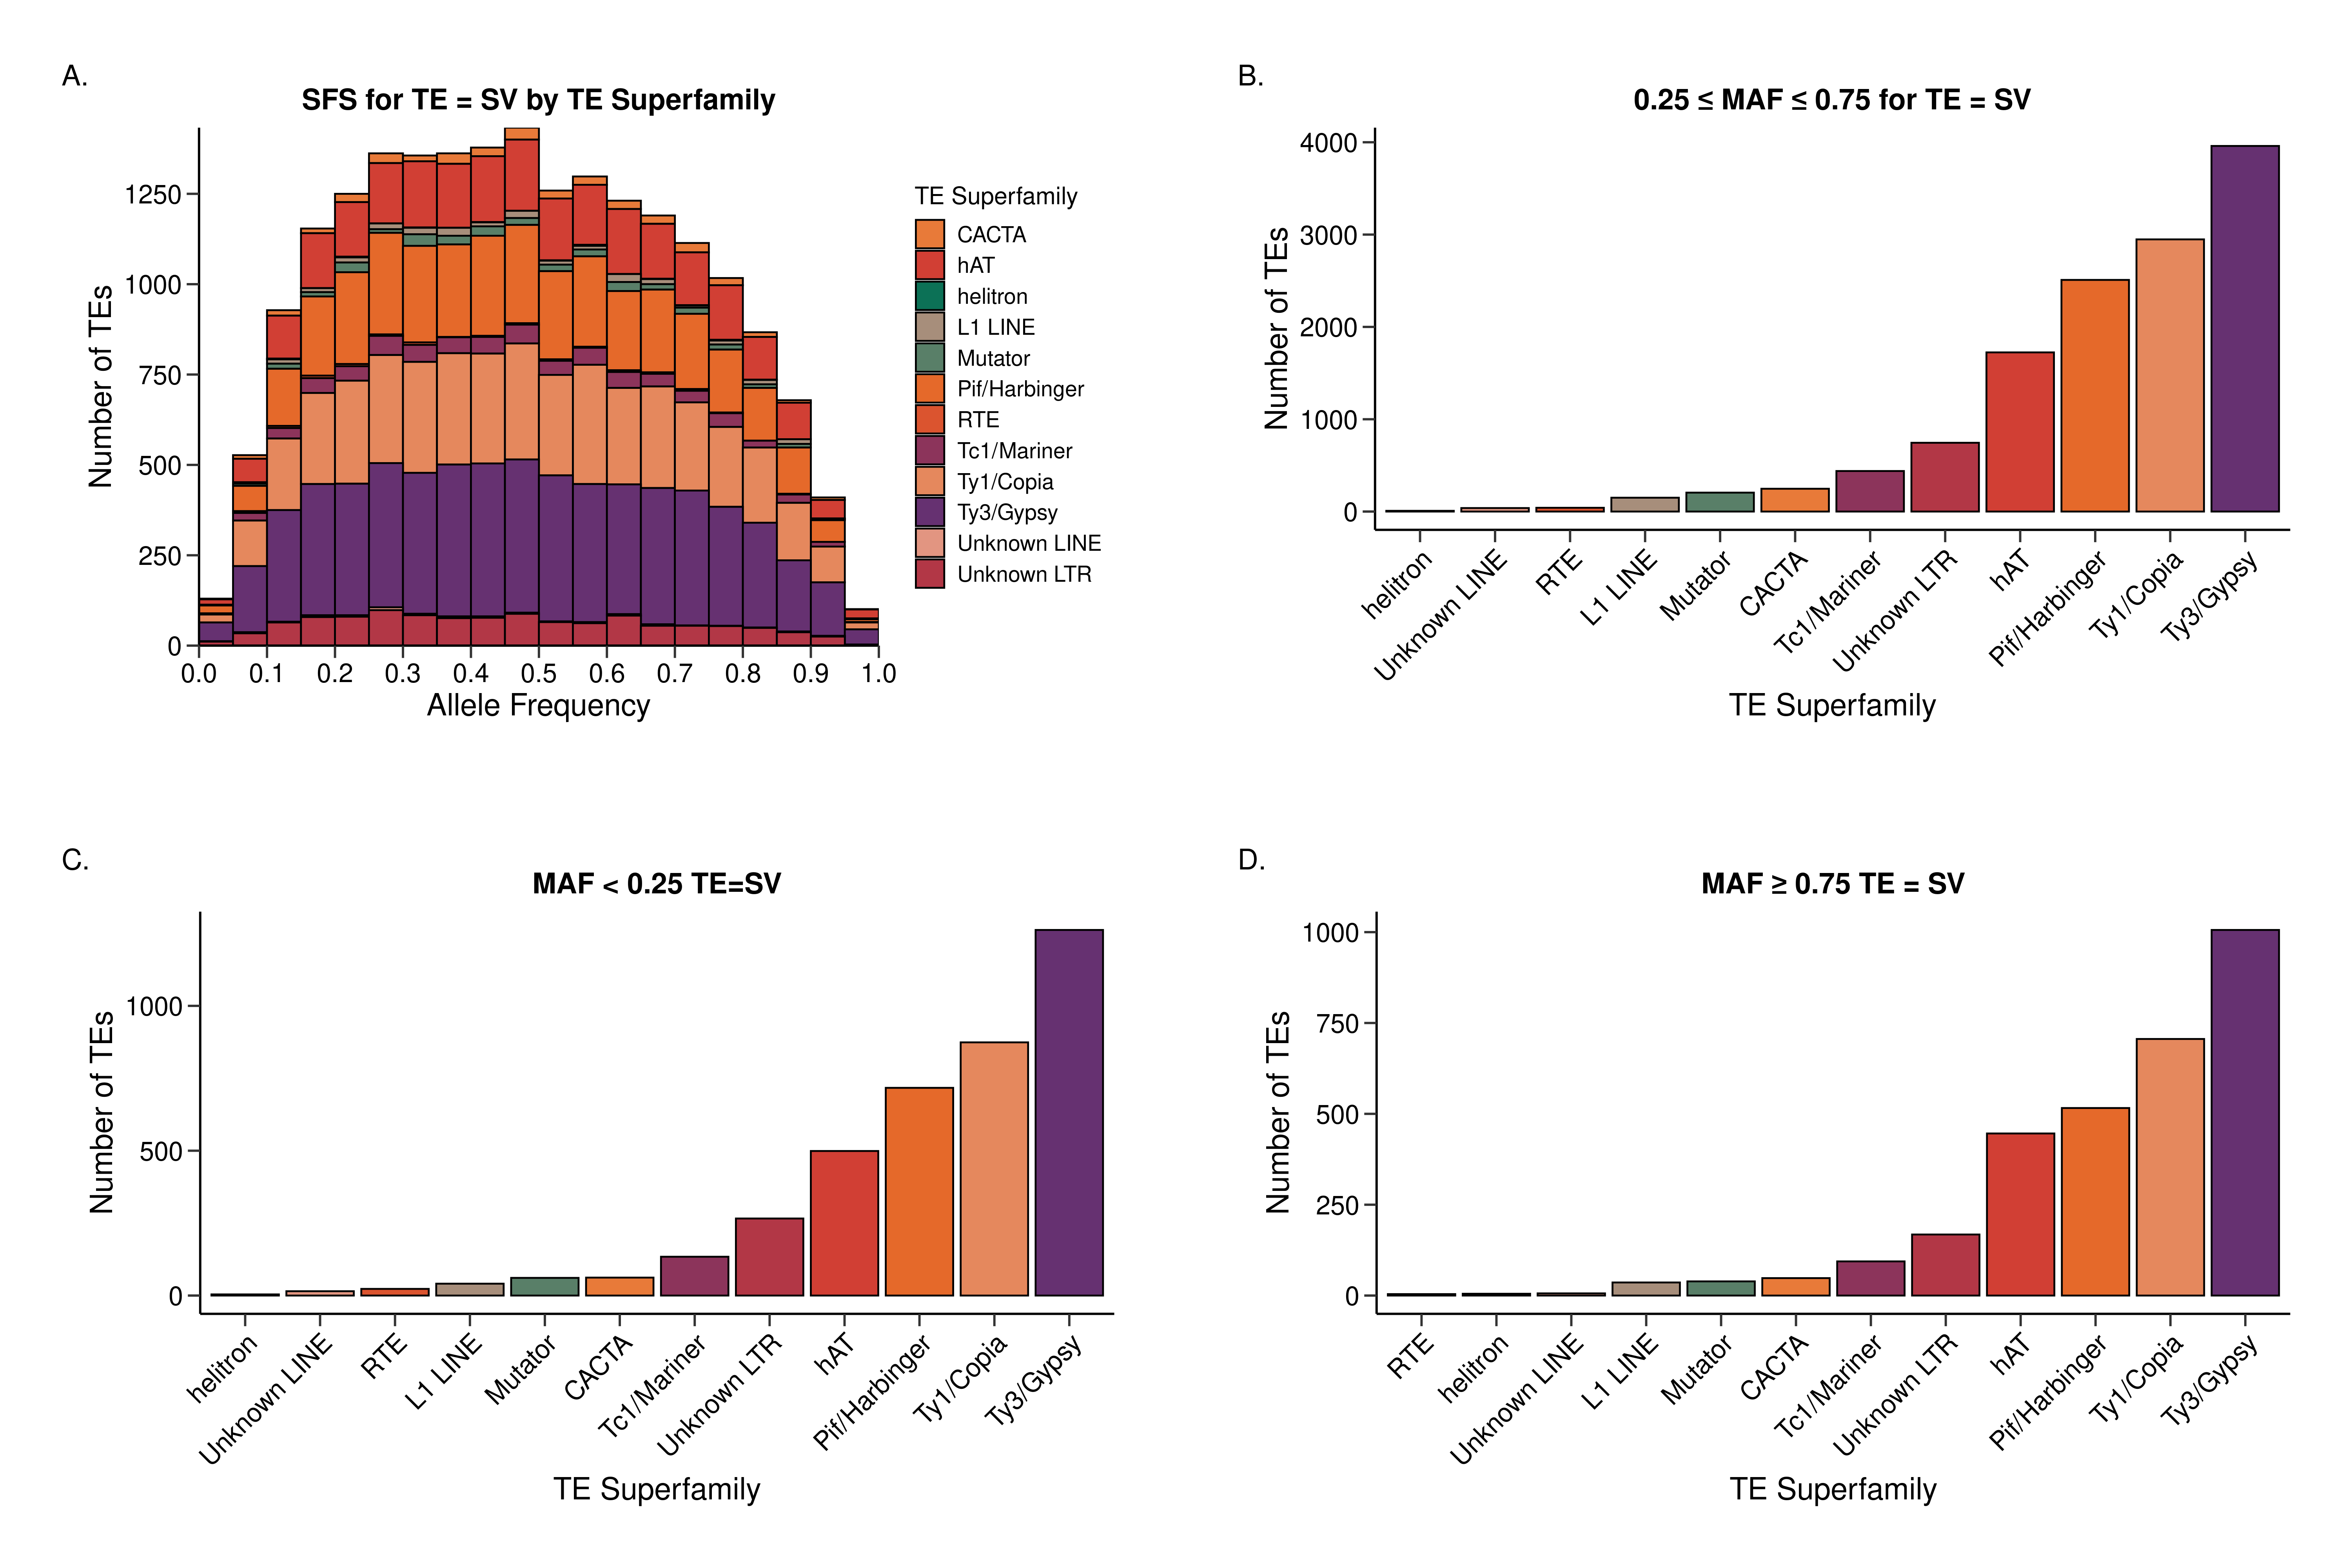 A.
SFS for TE = SV by TE Superfamily
Number of TEs
1250
1000
750
500
250
0
0.0 0.1 0.2 0.3 0.4 0.5 0.6 0.7 0.8 0.9 1.0
Allele Frequency
TE Superfamily
CACTA
hAT
helitron
L1 LINE
Mutator
Pif/Harbinger
RTE
Tc1/Mariner
Ty1/Copia
Ty3/Gypsy
Unknown LINE
Unknown LTR
B.
0.25 ≤ MAF ≤ 0.75 for TE = SV
Number of TEs
4000
3000
2000
1000
0
helitron
Unknown LINE
RTE
L1 LINE
Mutator
CACTA
Tc1/Mariner
Unknown LTR
hAT
Pif/Harbinger
Ty1/Copia
Ty3/Gypsy
TE Superfamily
C.
MAF < 0.25 TE=SV
Number of TEs
1000
500
0
helitron
Unknown LINE
RTE
L1 LINE
Mutator
CACTA
Tc1/Mariner
Unknown LTR
hAT
Pif/Harbinger
Ty1/Copia
Ty3/Gypsy
TE Superfamily
D.
MAF ≥ 0.75 TE = SV
Number of TEs
1000
750
500
250
0
RTE
helitron
Unknown LINE
L1 LINE
Mutator
CACTA
Tc1/Mariner
Unknown LTR
hAT
Pif/Harbinger
Ty1/Copia
Ty3/Gypsy
TE Superfamily